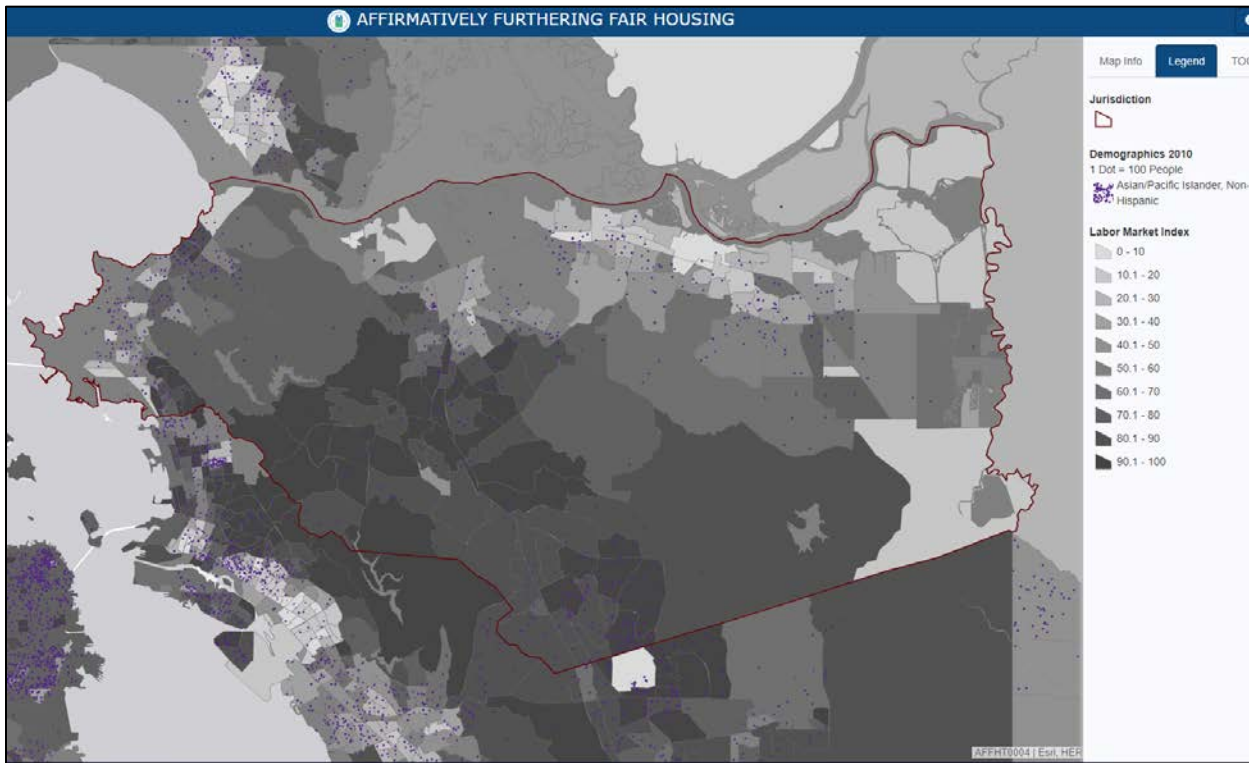 AFFIRMATIVELY FURTHERING FAIR HOUSING
Map Info Legend
Jurisdiction
Demographics 2010
1 Dot = 100 People
Asian/Pacific Islander, Non-
Hispanic
Labor Market Index
0 - 10
10.1 - 20
20.1 - 30
30.1 - 40
40.1 - 50
50.1 - 60
60.1 - 70
70.1 - 80
80.1 - 90
90.1 - 100
AFFHT0004 | Esri, HER